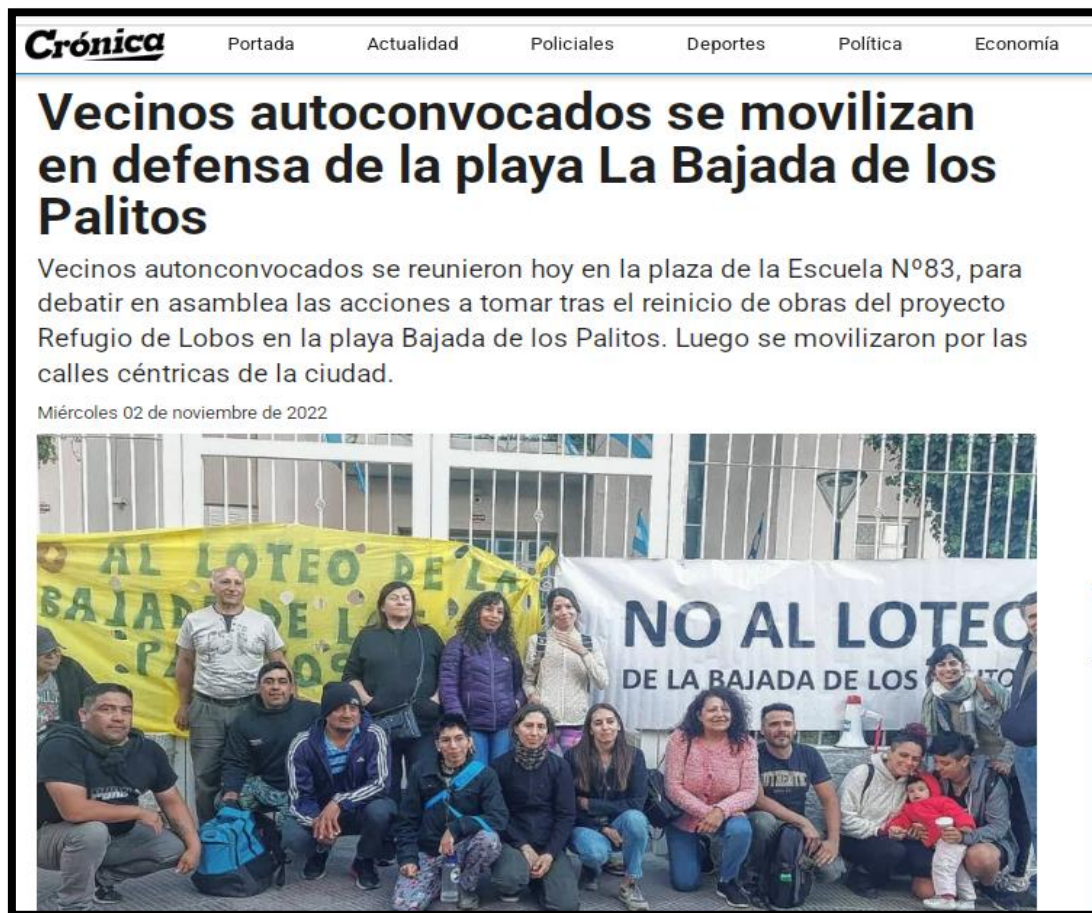 Crónica Portada Actualidad Policiales Deportes Política Economía
Vecinos autoconvocados se movilizan
en defensa de la playa La Bajada de los
Palitos
Vecinos autonconvocados se reunieron hoy en la plaza de la Escuela Nº83, para
debatir en asamblea las acciones a tomar tras el reinicio de obras del proyecto
Refugio de Lobos en la playa Bajada de los Palitos. Luego se movilizaron por las
calles céntricas de la ciudad.
Miércoles 02 de noviembre de 2022
AL LOTEO DE LA
DE
NO AL LOTEO
DE LA BAJADA DE LOS